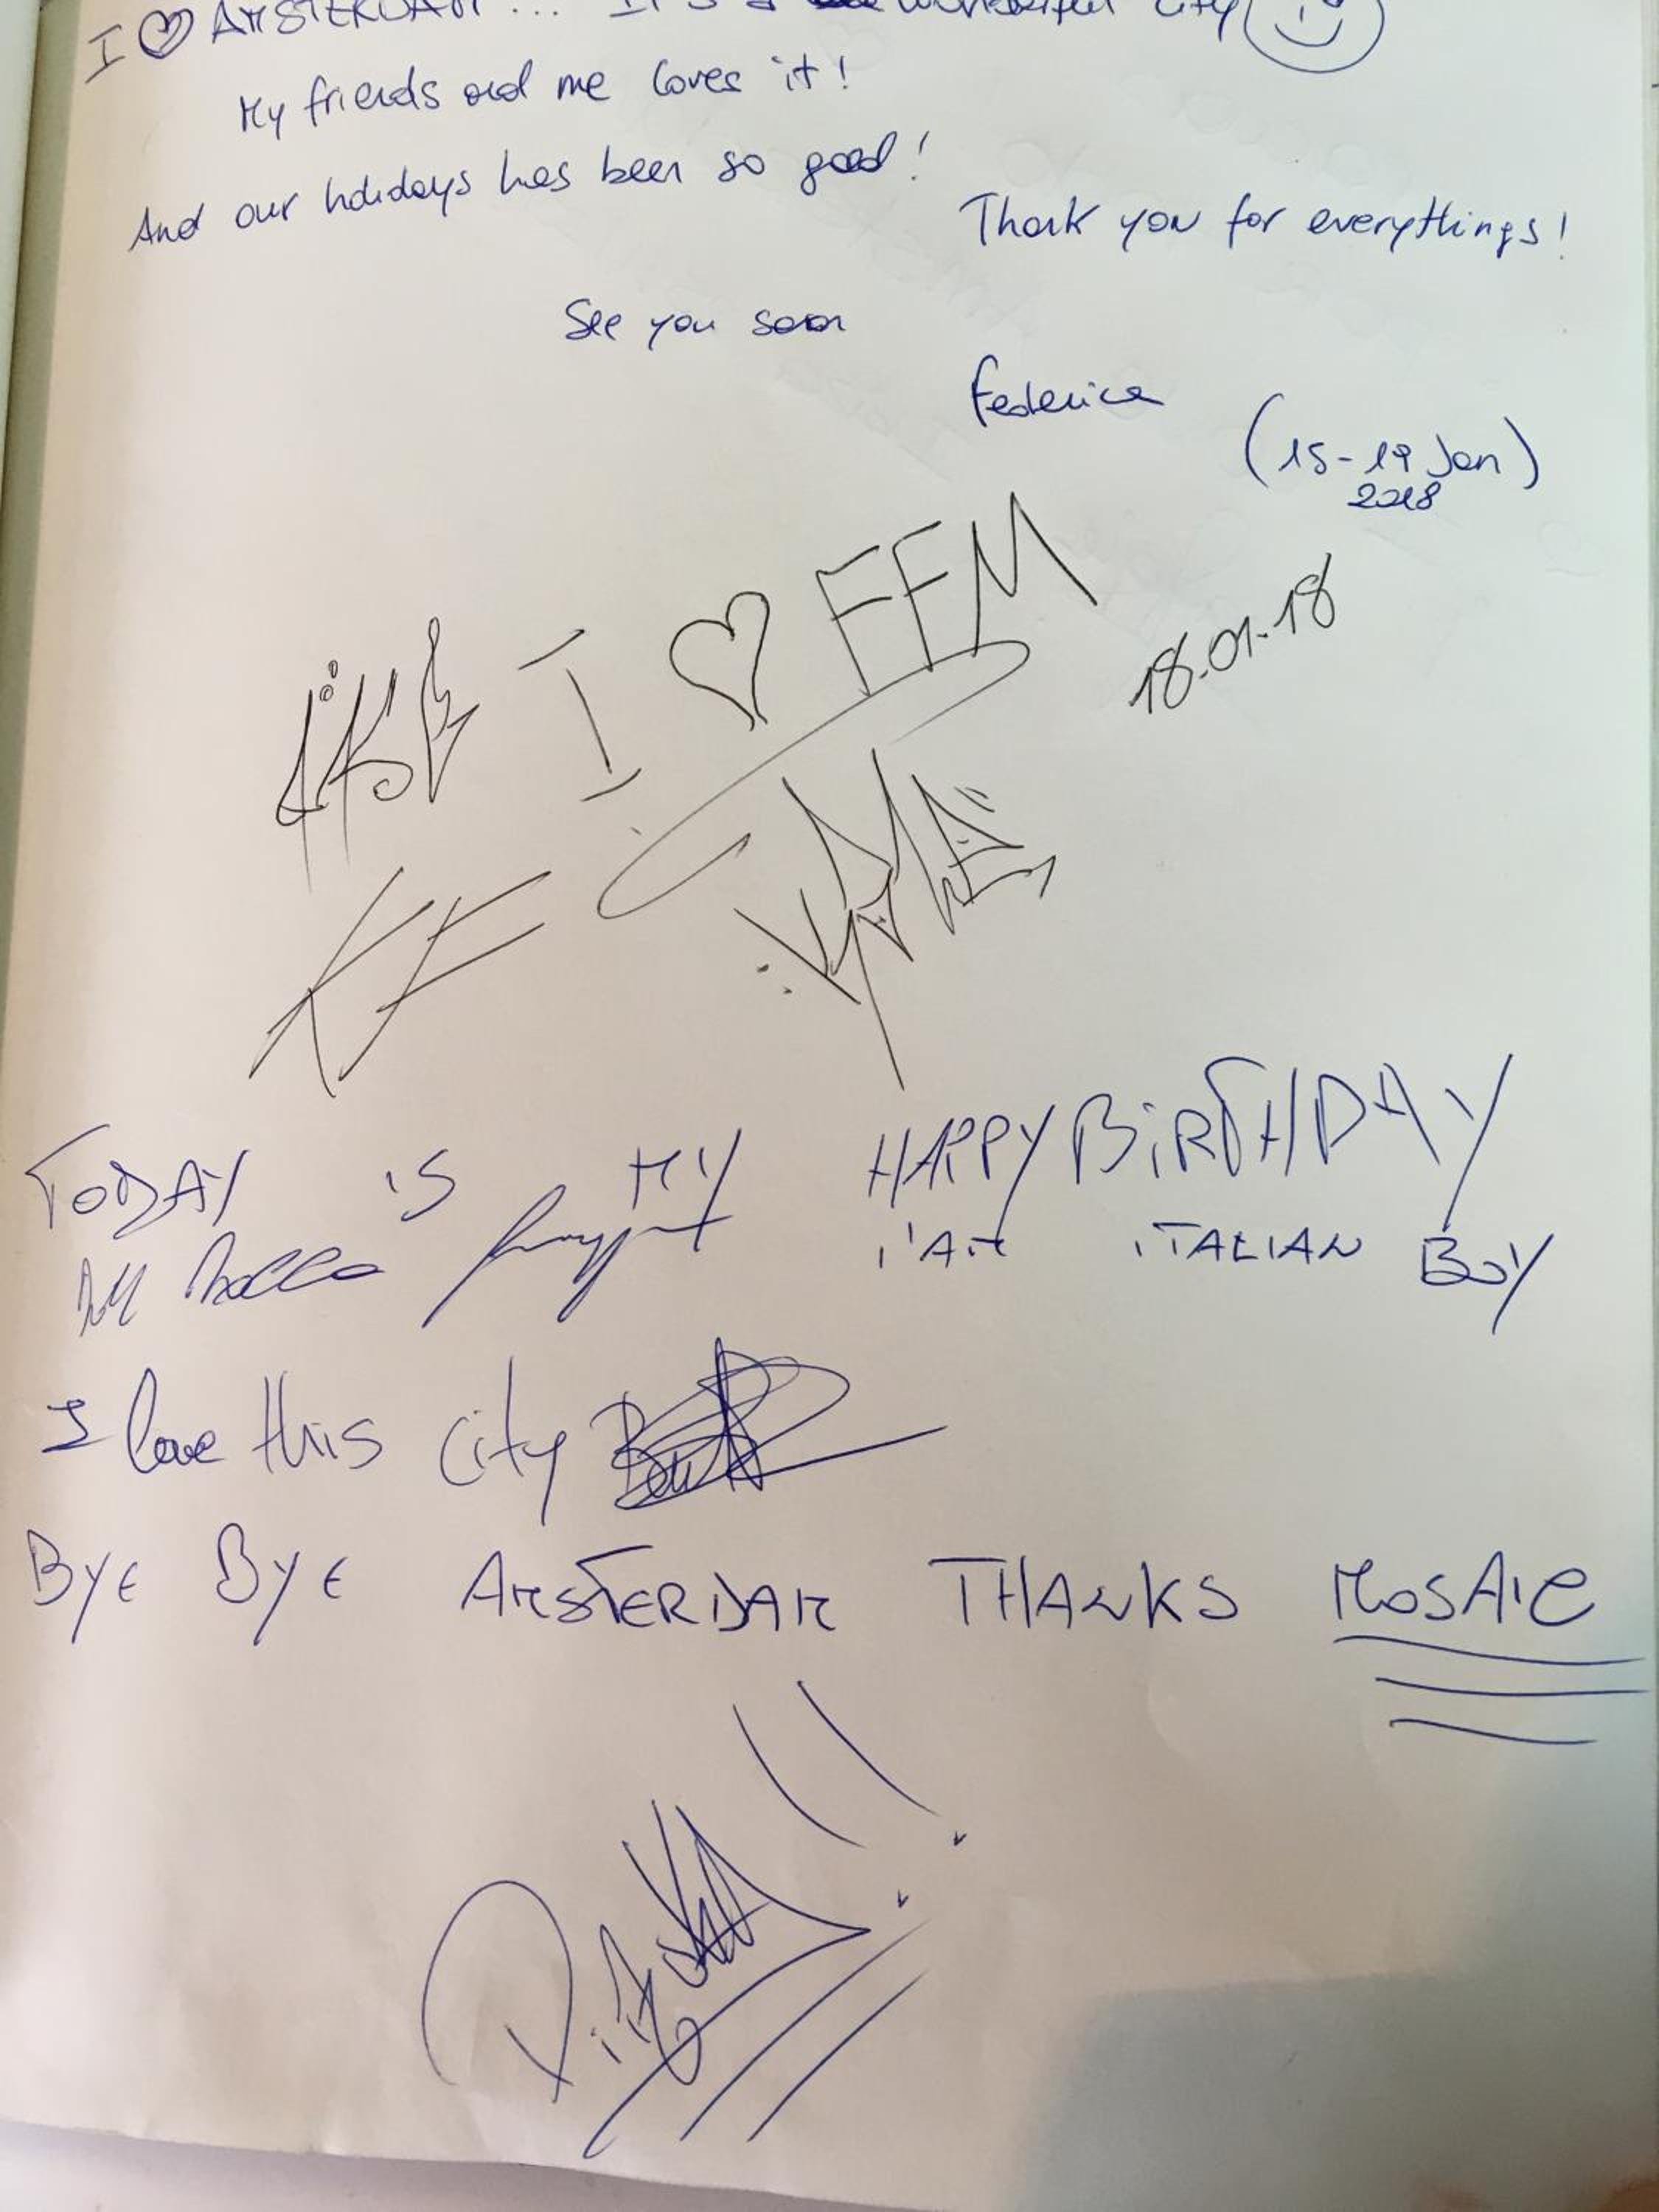 I ♡ AMSTERDAM... IT'S a wonderful city
My friends and me loves it!
And our holidays has been so good!
Thank you for everythings!
See you soon
Federica
(15-19 Jan)
2018
I ♡ FFM
18.01.18
TODAY is MY HAPPY BiRTHDAY
i'AM iTALIAN BOY
I love this city
BYE BYE AMSTERDAM THANKS MOSAIC